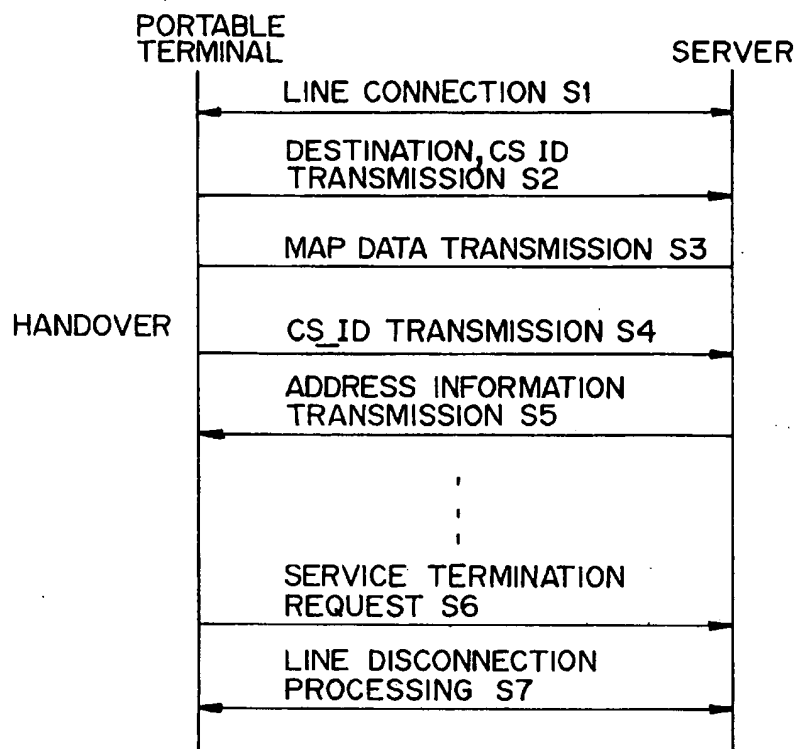 PORTABLE
TERMINAL
SERVER
LINE CONNECTION S1
DESTINATION, CS ID
TRANSMISSION S2
MAP DATA TRANSMISSION S3
HANDOVER
CS_ID TRANSMISSION S4
ADDRESS INFORMATION
TRANSMISSION S5
SERVICE TERMINATION
REQUEST S6
LINE DISCONNECTION
PROCESSING S7